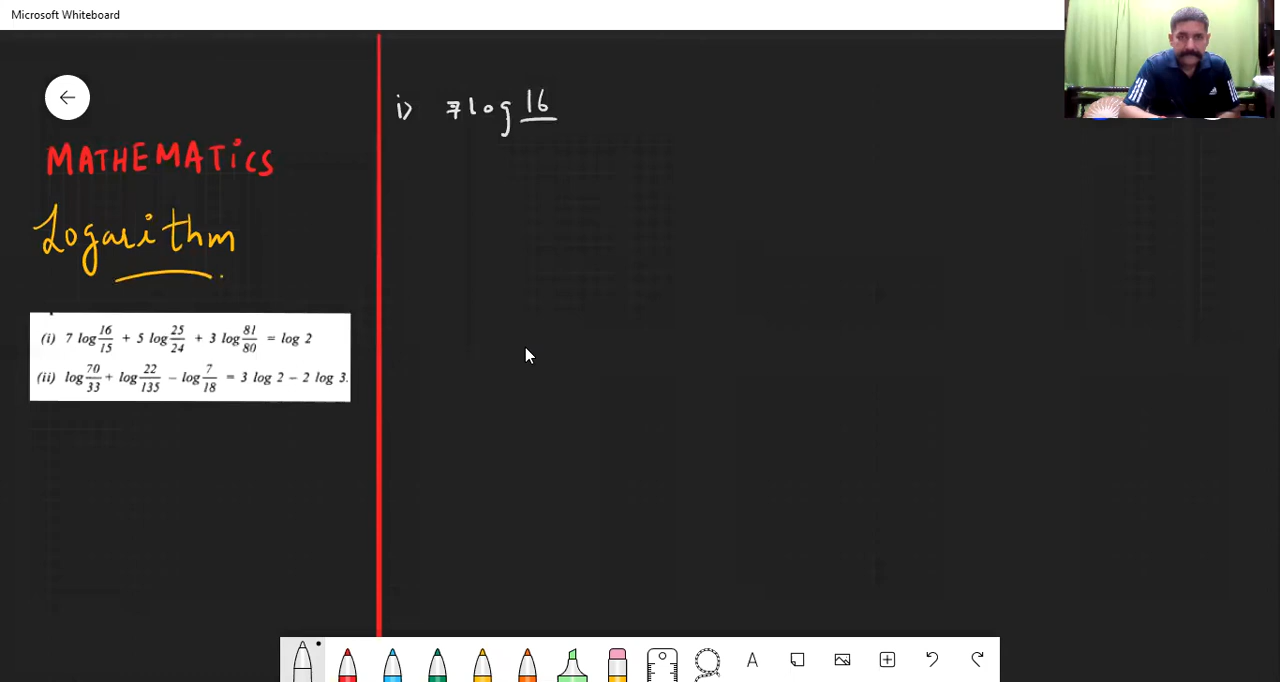 Microsoft Whiteboard
MATHEMATICS
Logarithm
(i) 7 log 16/15 + 5 log 25/24 + 3 log 81/80 = log 2
(ii) log 70/33 + log 22/135 − log 7/18 = 3 log 2 − 2 log 3.
i) 7 log 16